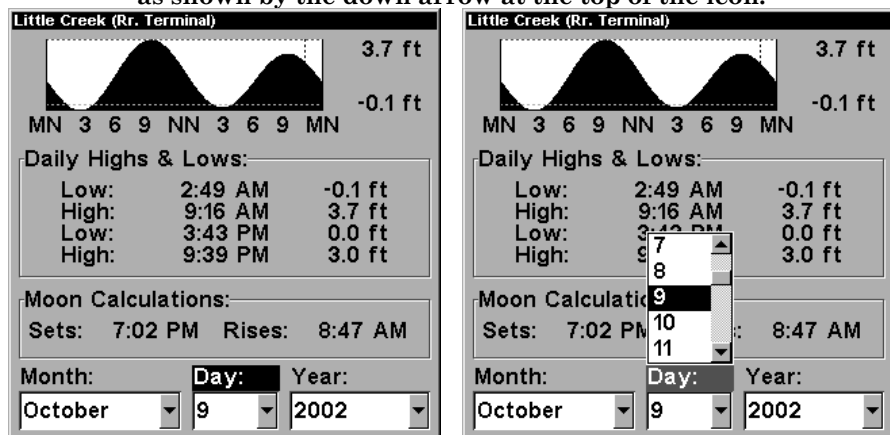 as shown by the down arrow at the top of the icon.
Little Creek (Rr. Terminal)
3.7 ft
-0.1 ft
MN 3 6 9 NN 3 6 9 MN
Daily Highs & Lows:
Low: 2:49 AM -0.1 ft
High: 9:16 AM 3.7 ft
Low: 3:43 PM 0.0 ft
High: 9:39 PM 3.0 ft
Moon Calculations:
Sets: 7:02 PM Rises: 8:47 AM
Month: Day: Year:
October 9 2002
Little Creek (Rr. Terminal)
3.7 ft
-0.1 ft
MN 3 6 9 NN 3 6 9 MN
Daily Highs & Lows:
Low: 2:49 AM -0.1 ft
High: 9:16 AM 3.7 ft
Low: 3:43 PM 0.0 ft
High: 9 3.0 ft
7
8
9
10
11
Moon Calculati
Sets: 7:02 P : 8:47 AM
Month: Day: Year:
October 9 2002